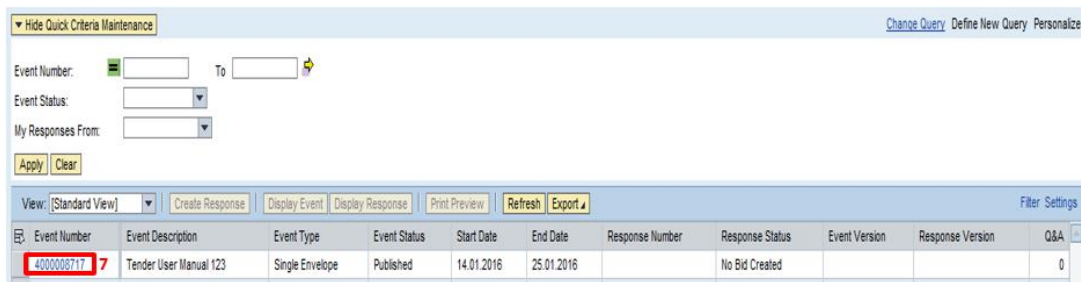 Hide Quick Criteria Maintenance Change Query Define New Query Personalize
Event Number: To
Event Status:
My Responses From:
Apply Clear
View: [Standard View] Create Response Display Event Display Response Print Preview Refresh Export Filter Settings
Event Number Event Description Event Type Event Status Start Date End Date Response Number Response Status Event Version Response Version Q&A
4000008717 7 Tender User Manual 123 Single Envelope Published 14.01.2016 25.01.2016 No Bid Created 0